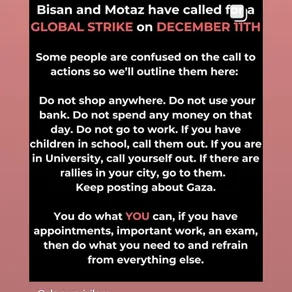 Bisan and Motaz have called for a
GLOBAL STRIKE on DECEMBER 11TH
Some people are confused on the call to
actions so we'll outline them here:
Do not shop anywhere. Do not use your
bank. Do not spend any money on that
day. Do not go to work. If you have
children in school, call them out. If you are
in University, call yourself out. If there are
rallies in your city, go to them.
Keep posting about Gaza.
You do what YOU can, if you have
appointments, important work, an exam,
then do what you need to and refrain
from everything else.